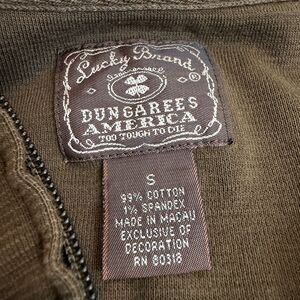 Lucky Brand
®
DUNGAREES
AMERICA
TOO TOUGH TO DIE
S
99% COTTON
1% SPANDEX
MADE IN MACAU
EXCLUSIVE OF
DECORATION
RN 80318